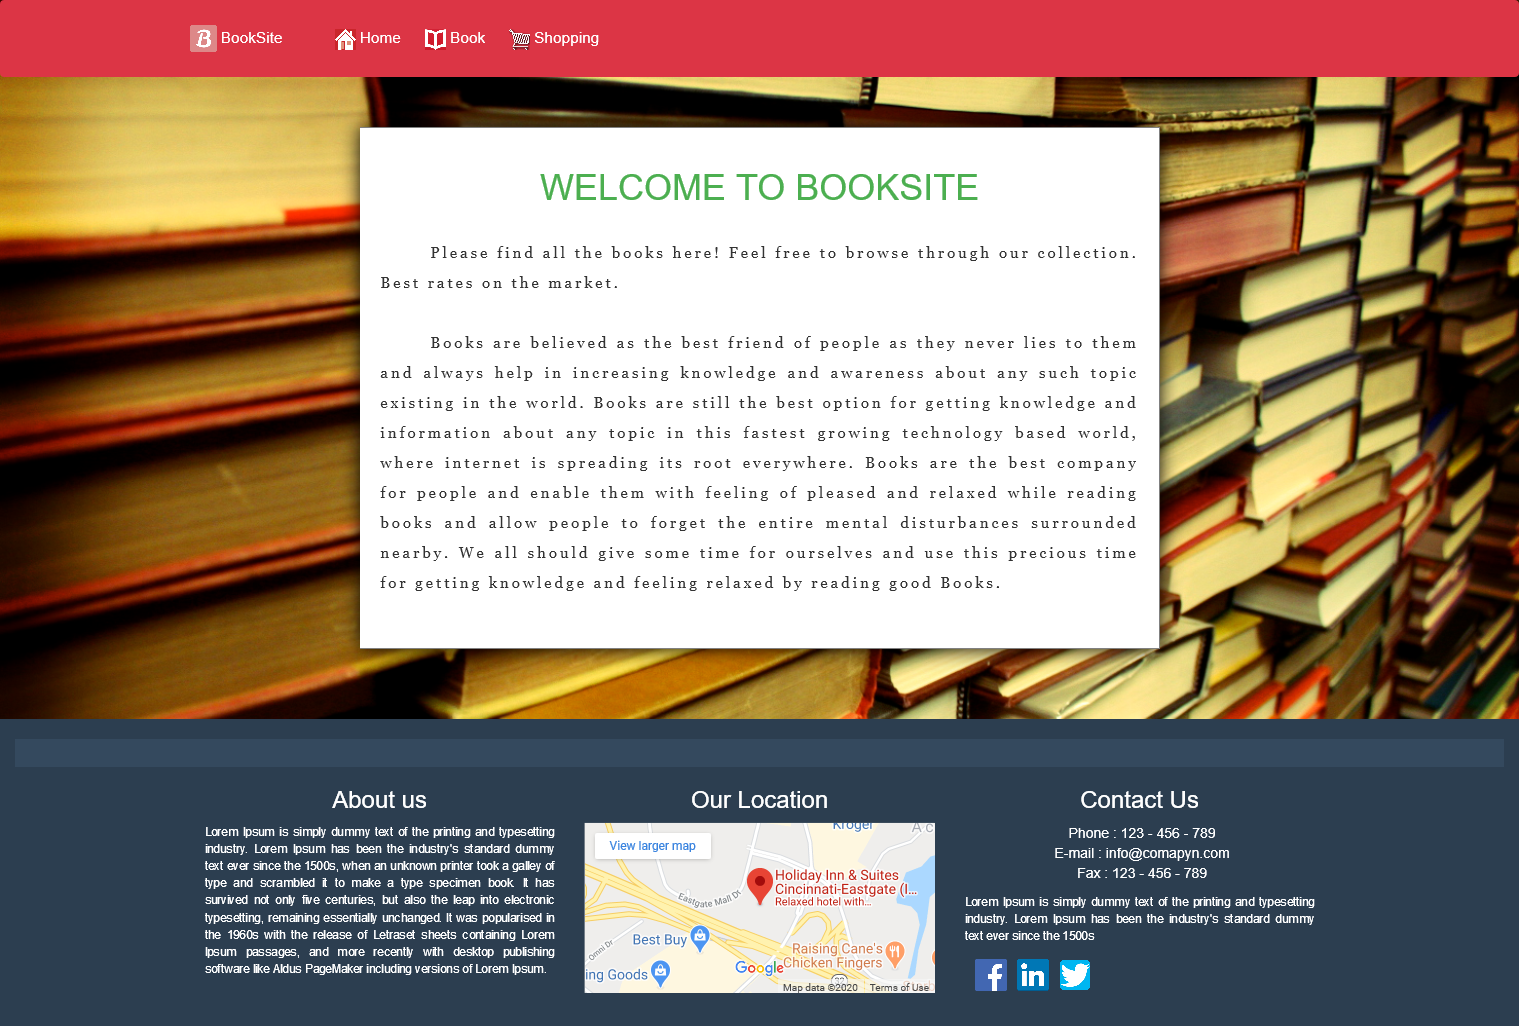 B BookSite Home Book Shopping
WELCOME TO BOOKSITE
Please find all the books here! Feel free to browse through our collection.
Best rates on the market.
Books are believed as the best friend of people as they never lies to them
and always help in increasing knowledge and awareness about any such topic
existing in the world. Books are still the best option for getting knowledge and
information about any topic in this fastest growing technology based world,
where internet is spreading its root everywhere. Books are the best company
for people and enable them with feeling of pleased and relaxed while reading
books and allow people to forget the entire mental disturbances surrounded
nearby. We all should give some time for ourselves and use this precious time
for getting knowledge and feeling relaxed by reading good Books.
About us
Lorem Ipsum is simply dummy text of the printing and typesetting
industry. Lorem Ipsum has been the industry's standard dummy
text ever since the 1500s, when an unknown printer took a galley of
type and scrambled it to make a type specimen book. It has
survived not only five centuries, but also the leap into electronic
typesetting, remaining essentially unchanged. It was popularised in
the 1960s with the release of Letraset sheets containing Lorem
Ipsum passages, and more recently with desktop publishing
software like Aldus PageMaker including versions of Lorem Ipsum.
Our Location
Kroger
View larger map
Holiday Inn & Suites
Cincinnati-Eastgate (I...
Relaxed hotel with...
Eastgate Mall Dr
Best Buy
Omni Dr
Raising Cane's
Chicken Fingers
ing Goods
Google
Map data ©2020 Terms of Use
Contact Us
Phone : 123 - 456 - 789
E-mail : info@comapyn.com
Fax : 123 - 456 - 789
Lorem Ipsum is simply dummy text of the printing and typesetting
industry. Lorem Ipsum has been the industry's standard dummy
text ever since the 1500s
f in